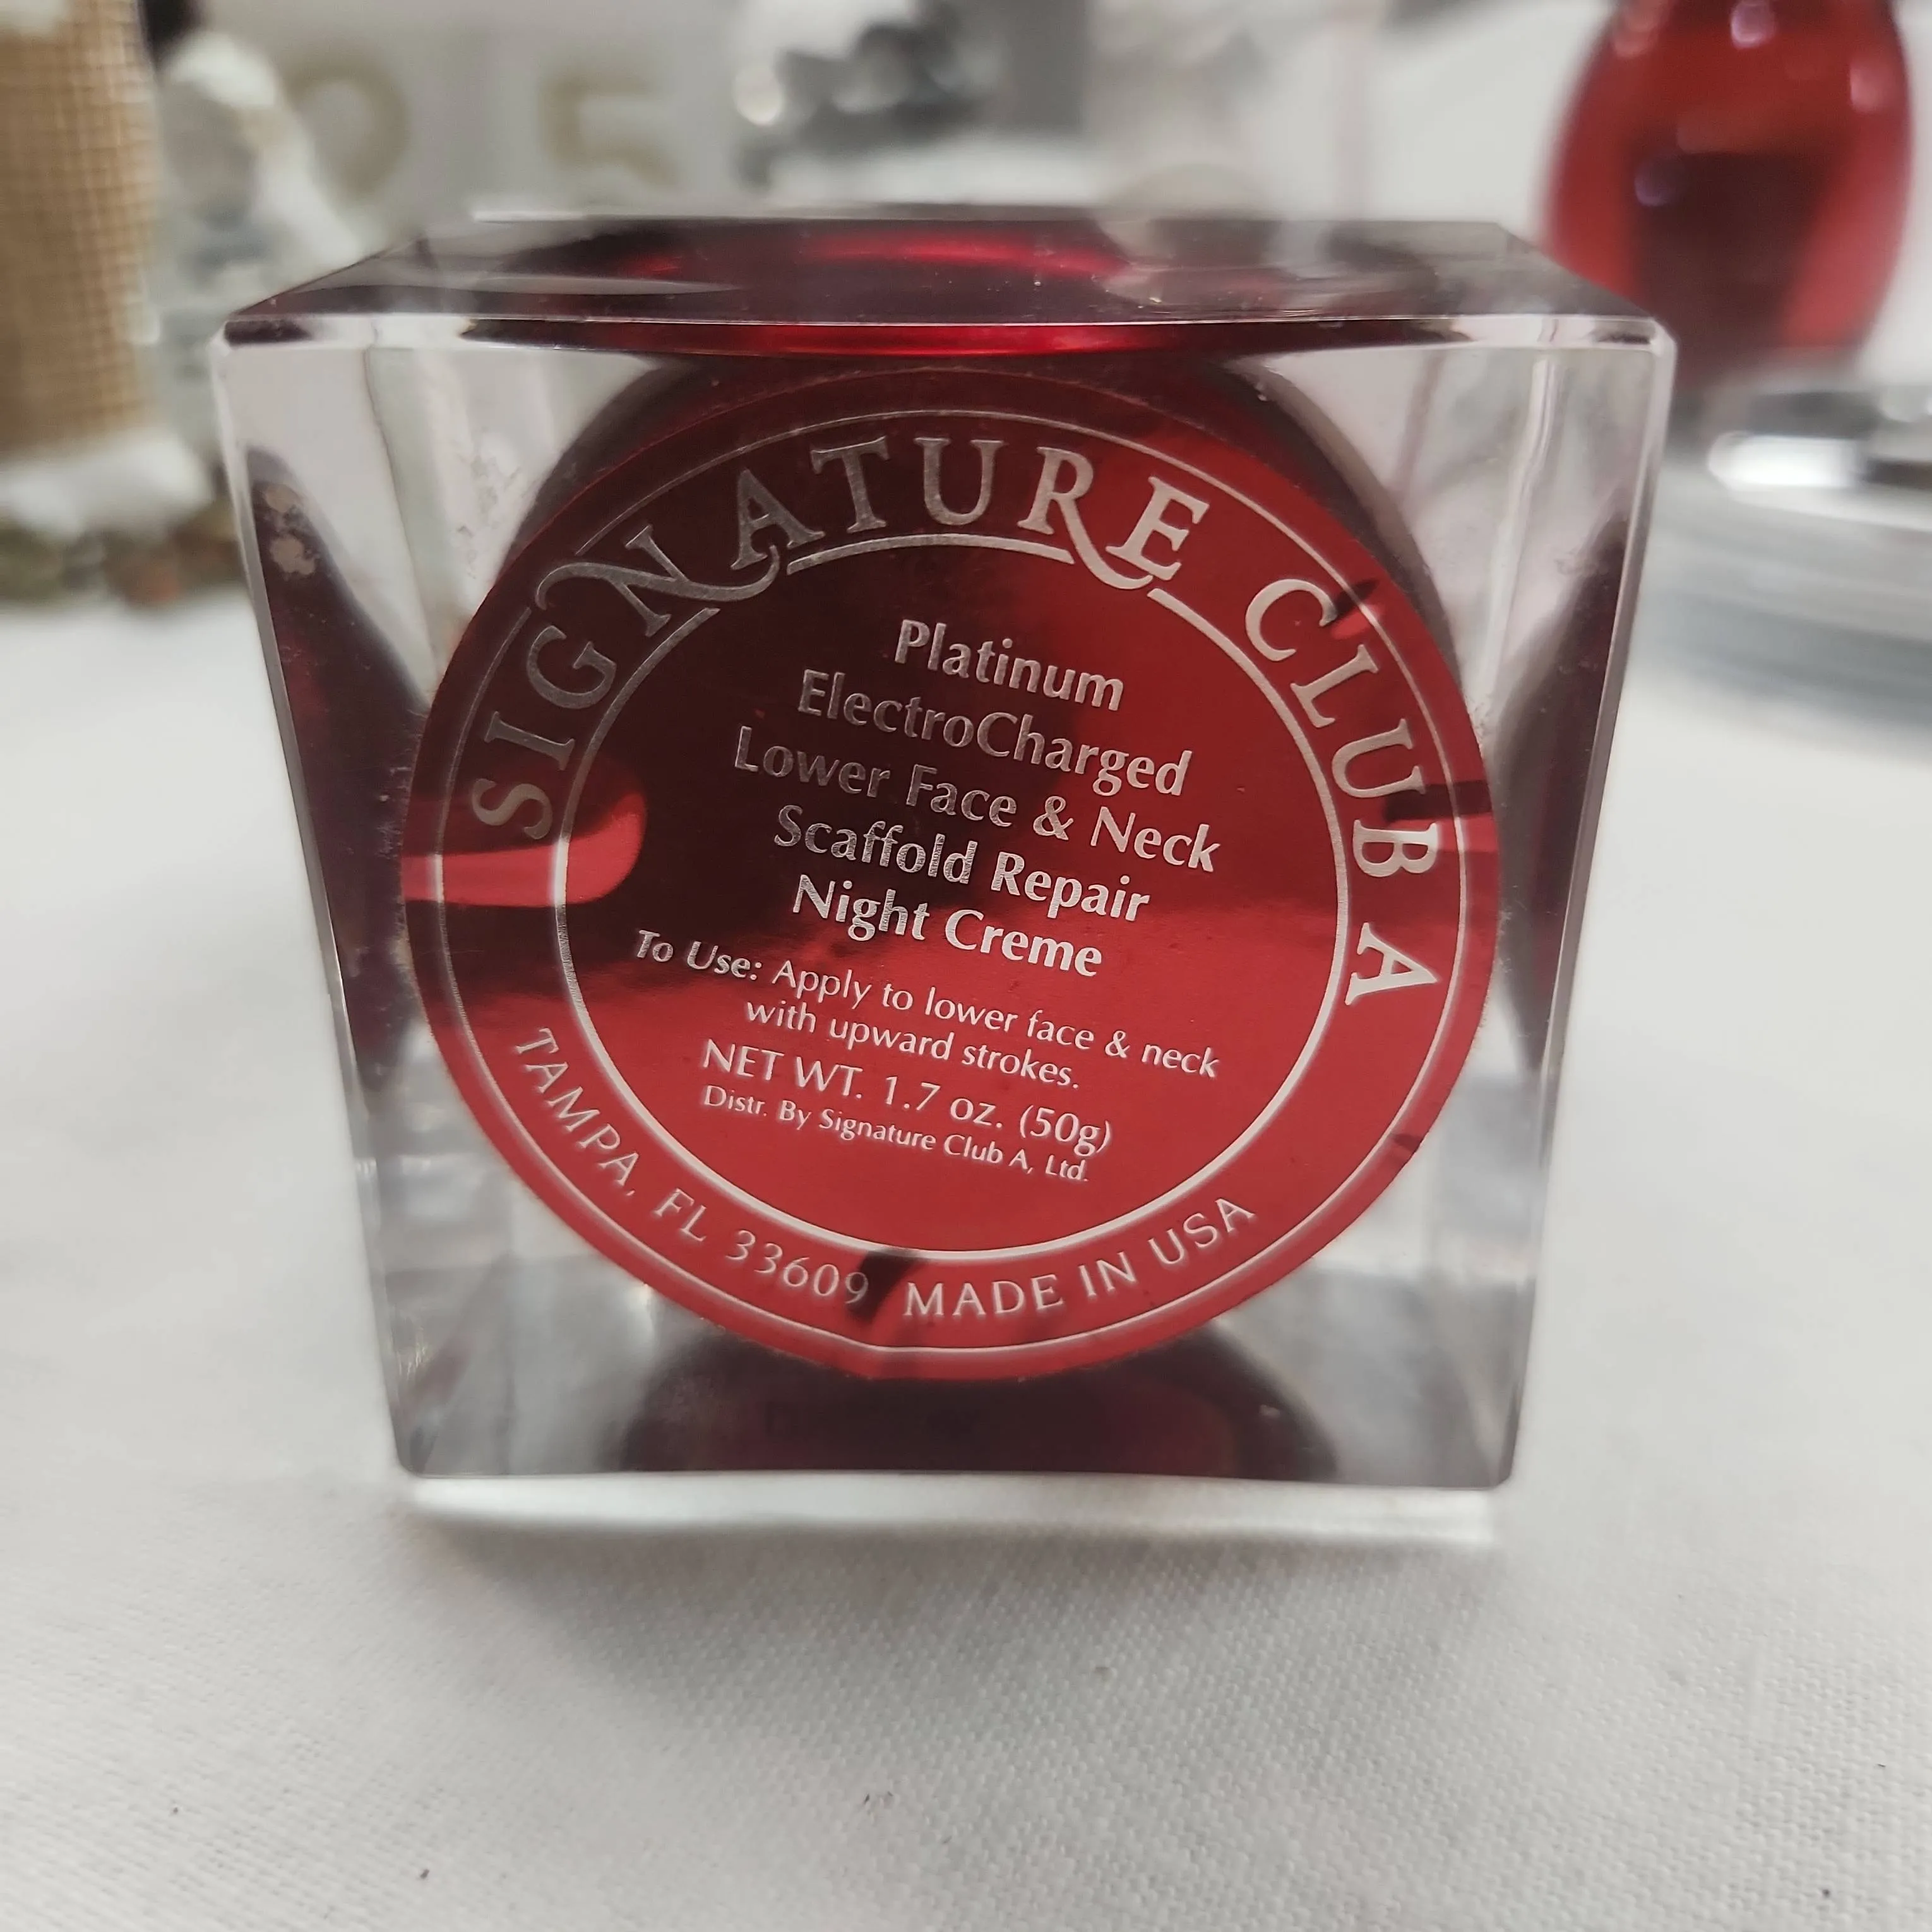 SIGNATURE CLUB A
Platinum
ElectroCharged
Lower Face & Neck
Scaffold Repair
Night Creme
To Use: Apply to lower face & neck
with upward strokes.
NET WT. 1.7 oz. (50g)
Distr. By Signature Club A, Ltd.
TAMPA, FL 33609 MADE IN USA